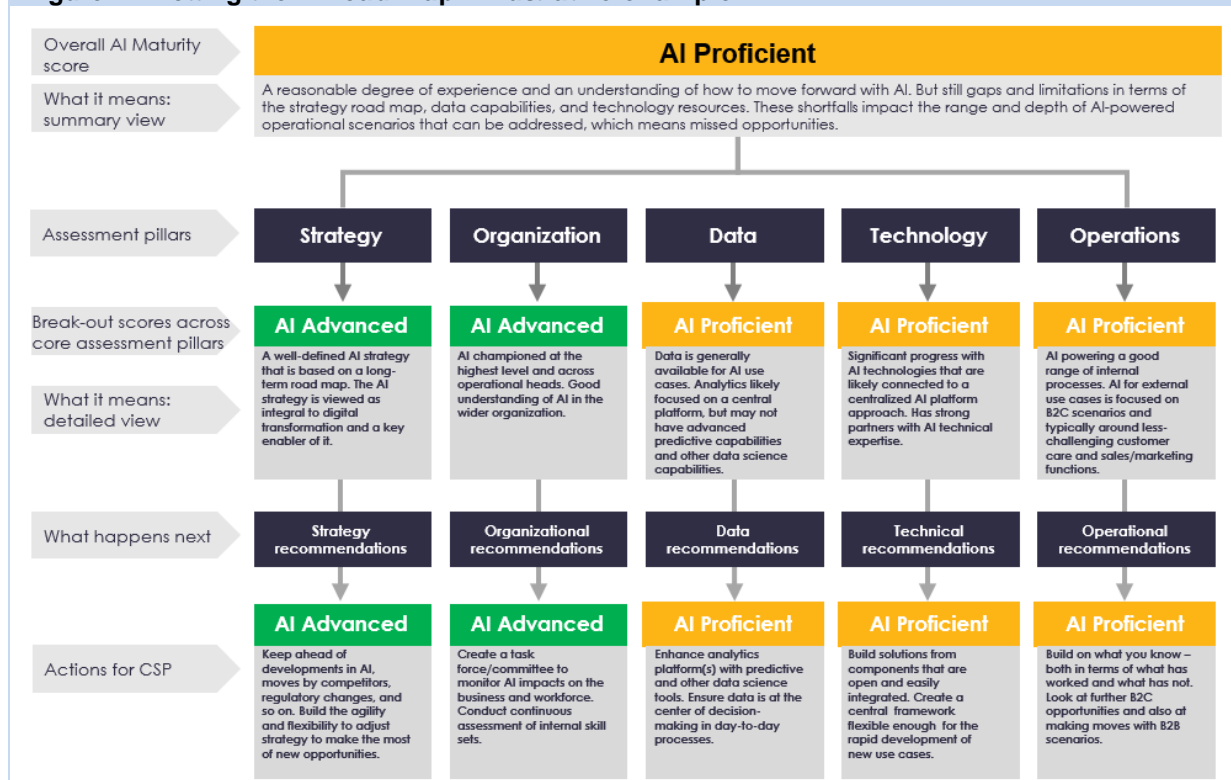 Overall AI Maturity
score
AI Proficient
What it means:
summary view
A reasonable degree of experience and an understanding of how to move forward with AI. But still gaps and limitations in terms of
the strategy road map, data capabilities, and technology resources. These shortfalls impact the range and depth of AI-powered
operational scenarios that can be addressed, which means missed opportunities.
Assessment pillars
Strategy
Organization
Data
Technology
Operations
Break-out scores across
core assessment pillars
What it means:
detailed view
AI Advanced
A well-defined AI strategy
that is based on a long-
term road map. The AI
strategy is viewed as
integral to digital
transformation and a key
enabler of it.
AI Advanced
AI championed at the
highest level and across
operational heads. Good
understanding of AI in the
wider organization.
AI Proficient
Data is generally
available for AI use
cases. Analytics likely
focused on a central
platform, but may not
have advanced
predictive capabilities
and other data science
capabilities.
AI Proficient
Significant progress with
AI technologies that are
likely connected to a
centralized AI platform
approach. Has strong
partners with AI technical
expertise.
AI Proficient
AI powering a good
range of internal
processes. AI for external
use cases is focused on
B2C scenarios and
typically around less-
challenging customer
care and sales/marketing
functions.
What happens next
Strategy
recommendations
Organizational
recommendations
Data
recommendations
Technical
recommendations
Operational
recommendations
Actions for CSP
AI Advanced
Keep ahead of
developments in AI,
moves by competitors,
regulatory changes, and
so on. Build the agility
and flexibility to adjust
strategy to make the most
of new opportunities.
AI Advanced
Create a task
force/committee to
monitor AI impacts on the
business and workforce.
Conduct continuous
assessment of internal skill
sets.
AI Proficient
Enhance analytics
platform(s) with predictive
and other data science
tools. Ensure data is at the
center of decision-
making in day-to-day
processes.
AI Proficient
Build solutions from
components that are
open and easily
integrated. Create a
central framework
flexible enough for the
rapid development of
new use cases.
AI Proficient
Build on what you know –
both in terms of what has
worked and what has not.
Look at further B2C
opportunities and also at
making moves with B2B
scenarios.